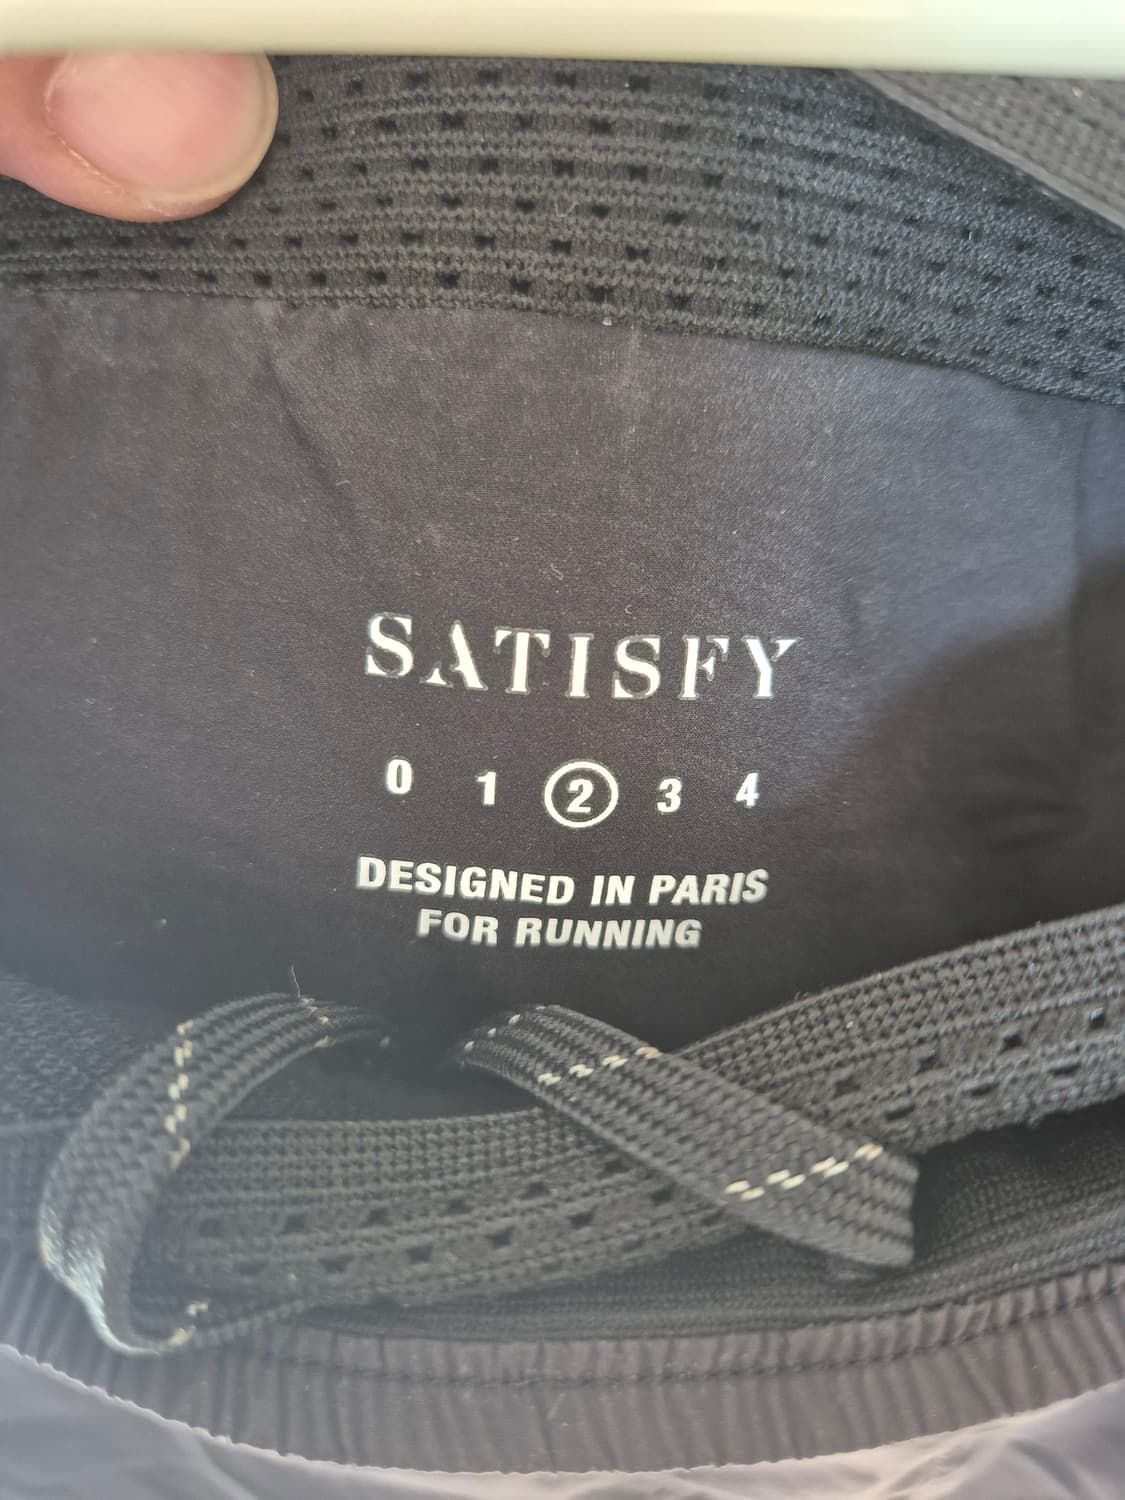 SATISFY
0 1 2 3 4
DESIGNED IN PARIS
FOR RUNNING